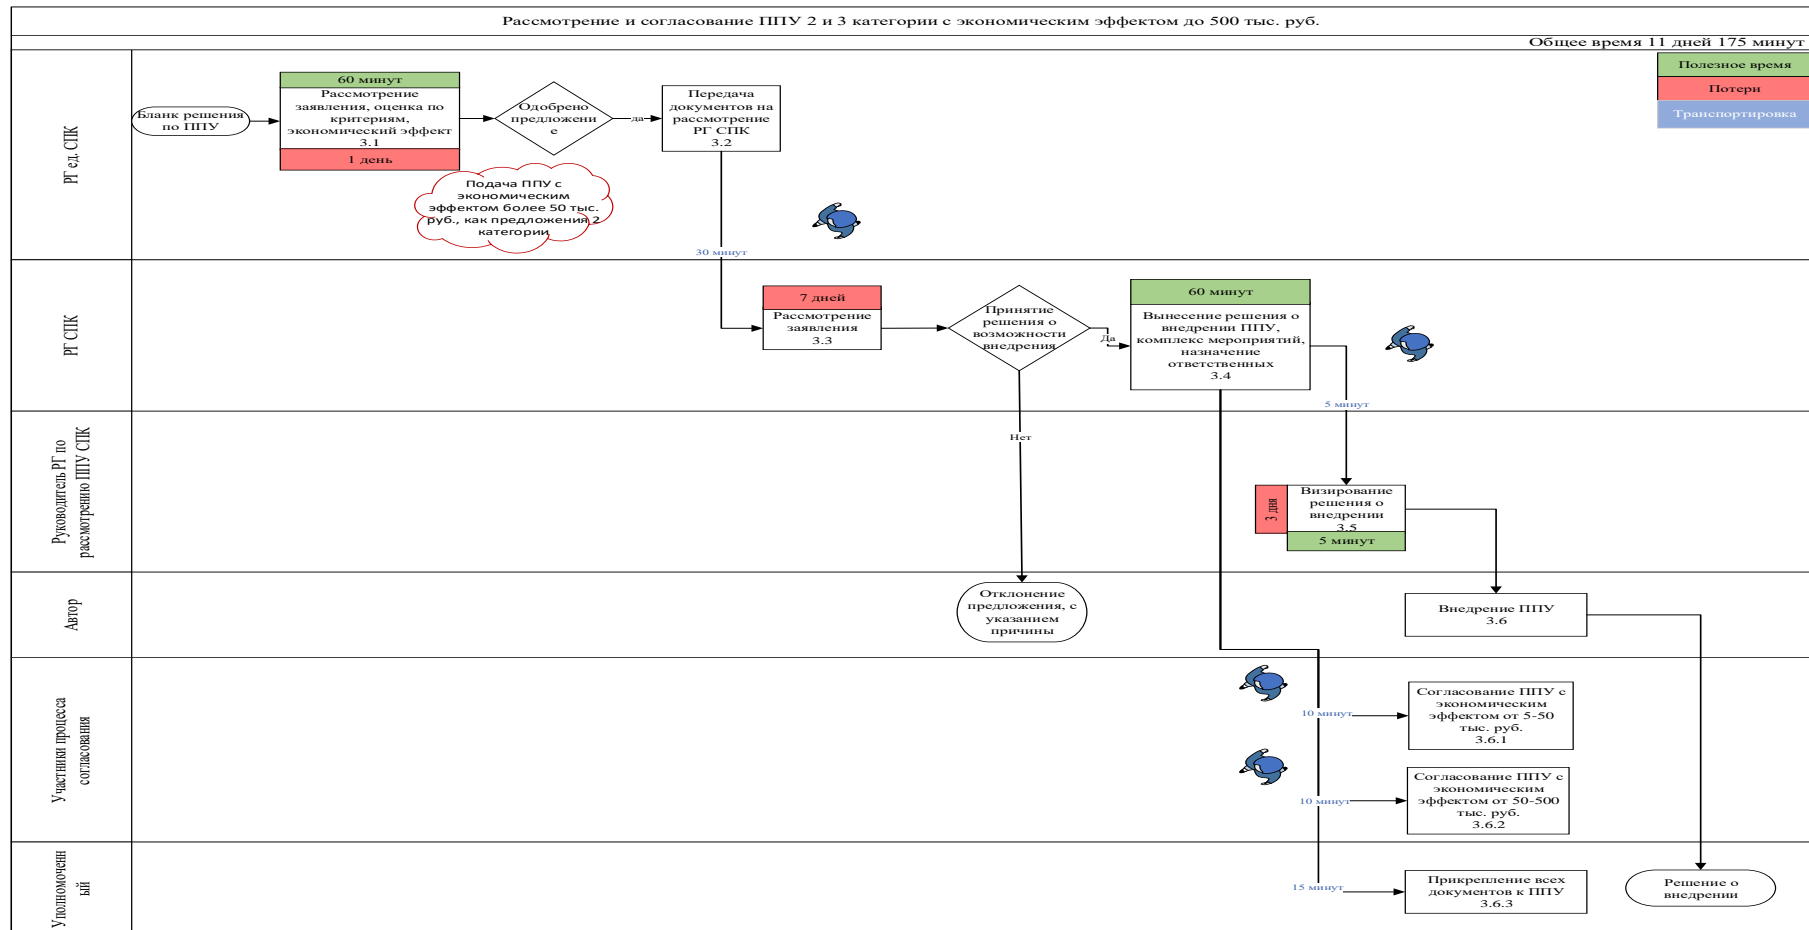 Рассмотрение и согласование ППУ 2 и 3 категории с экономическим эффектом до 500 тыс. руб.
Общее время 11 дней 175 минут
Полезное время
Потери
Транспортировка
РГ ед. СПК
Бланк решения
по ППУ
60 минут
Рассмотрение
заявления, оценка по
критериям,
экономический эффект
3.1
1 день
Одобрено
предложени
е
да
Передача
документов на
рассмотрение
РГ СПК
3.2
Подача ППУ с
экономическим
эффектом более 50 тыс.
руб., как предложения 2
категории
30 минут
РГ СПК
7 дней
Рассмотрение
заявления
3.3
Принятие
решения о
возможности
внедрения
Да
60 минут
Вынесение решения о
внедрении ППУ,
комплекс мероприятий,
назначение
ответственных
3.4
5 минут
Нет
Руководитель РГ по
рассмотрению ППУ СПК
3 дня
Визирование
решения о
внедрении
3.5
5 минут
Автор
Отклонение
предложения, с
указанием
причины
Внедрение ППУ
3.6
Участники процесса
согласования
10 минут
Согласование ППУ с
экономическим
эффектом от 5-50
тыс. руб.
3.6.1
10 минут
Согласование ППУ с
экономическим
эффектом от 50-500
тыс. руб.
3.6.2
Уполномоченн
ый
15 минут
Прикрепление всех
документов к ППУ
3.6.3
Решение о
внедрении